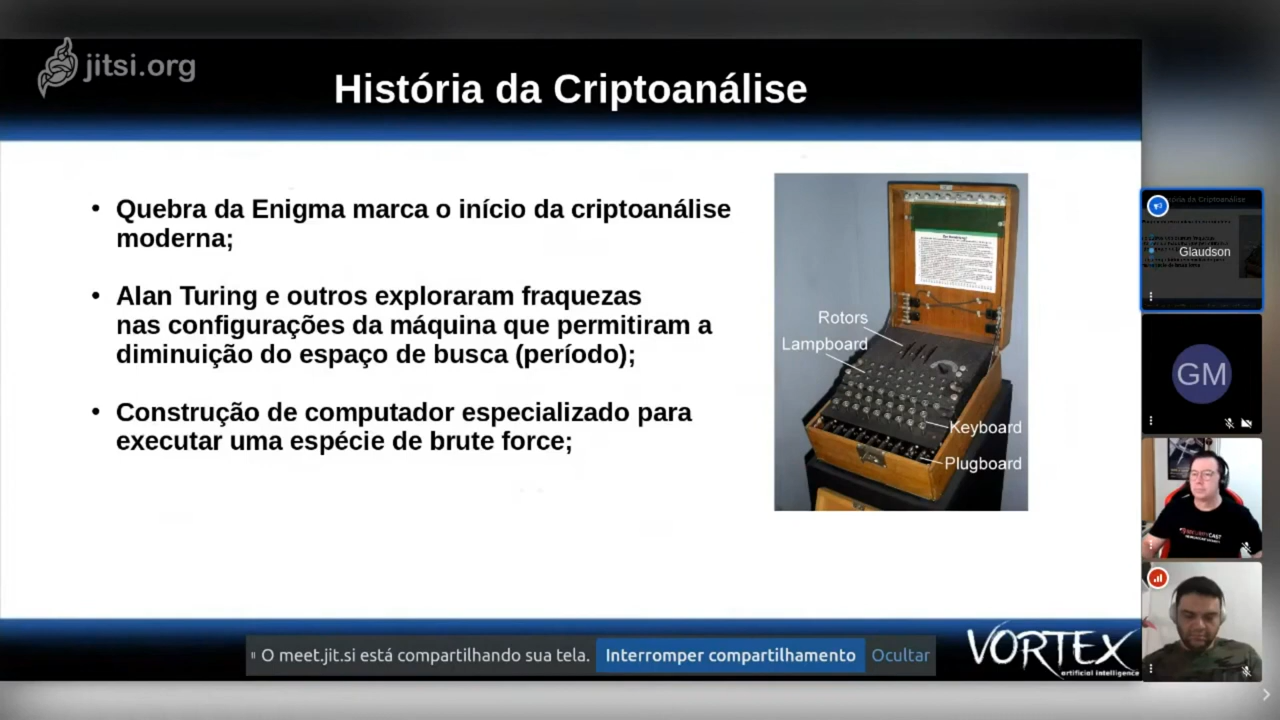 jitsi.org
História da Criptoanálise
• Quebra da Enigma marca o início da criptoanálise
moderna;
• Alan Turing e outros exploraram fraquezas
nas configurações da máquina que permitiram a
diminuição do espaço de busca (período);
• Construção de computador especializado para
executar uma espécie de brute force;
Rotors
Lampboard
Keyboard
Plugboard
Glaudson
GM
O meet.jit.si está compartilhando sua tela.
Interromper compartilhamento
Ocultar
VORTEX
artificial intelligence